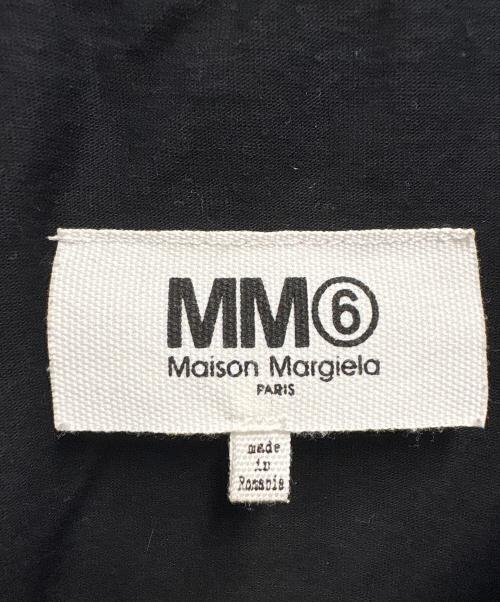 MM⑥
Maison Margiela
PARIS
made
in
Romania